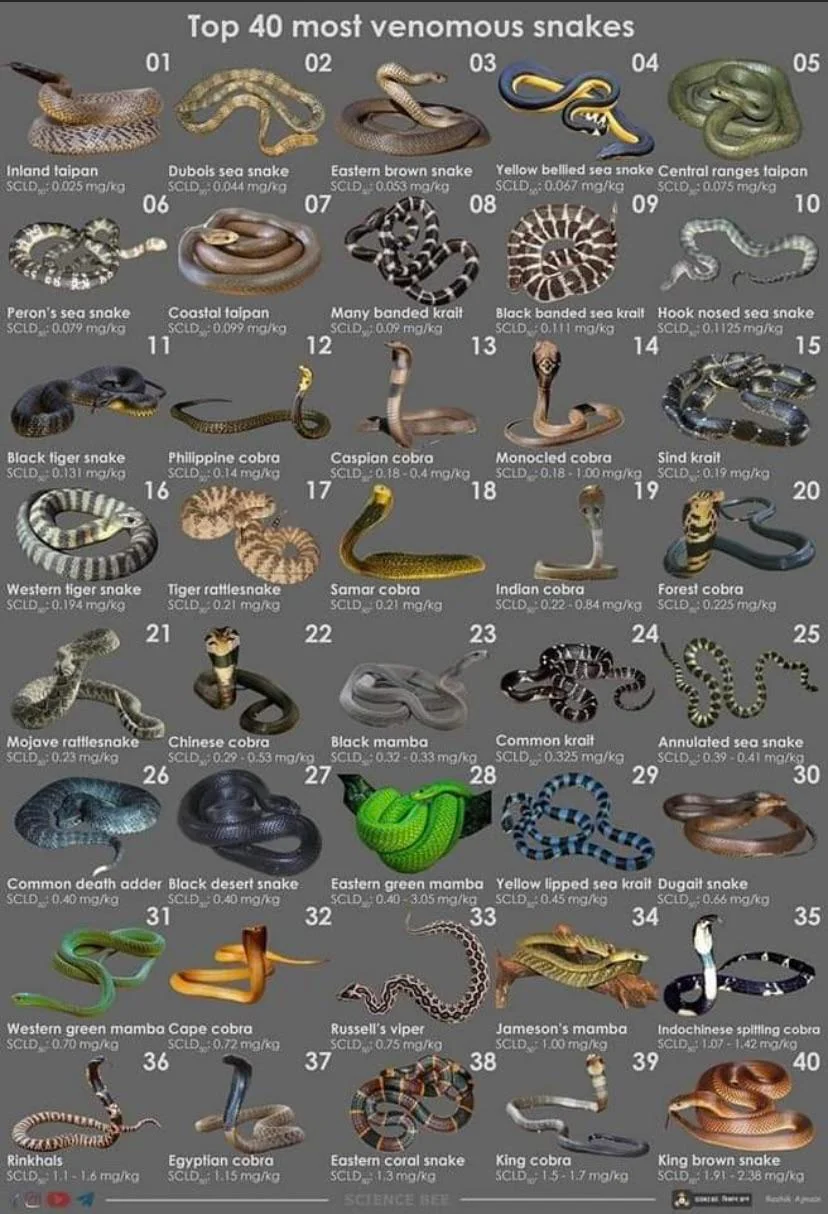 Top 40 most venomous snakes
01 02 03 04 05
Inland taipan Dubois sea snake Eastern brown snake Yellow bellied sea snake Central ranges taipan
SCLD₅₀: 0.025 mg/kg SCLD₅₀: 0.044 mg/kg SCLD₅₀: 0.053 mg/kg SCLD₅₀: 0.067 mg/kg SCLD₅₀: 0.075 mg/kg
06 07 08 09 10
Peron's sea snake Coastal taipan Many banded krait Black banded sea krait Hook nosed sea snake
SCLD₅₀: 0.079 mg/kg SCLD₅₀: 0.099 mg/kg SCLD₅₀: 0.09 mg/kg SCLD₅₀: 0.111 mg/kg SCLD₅₀: 0.1125 mg/kg
11 12 13 14 15
Black tiger snake Philippine cobra Caspian cobra Monocled cobra Sind krait
SCLD₅₀: 0.131 mg/kg SCLD₅₀: 0.14 mg/kg SCLD₅₀: 0.18 - 0.4 mg/kg SCLD₅₀: 0.18 - 1.00 mg/kg SCLD₅₀: 0.19 mg/kg
16 17 18 19 20
Western tiger snake Tiger rattlesnake Samar cobra Indian cobra Forest cobra
SCLD₅₀: 0.194 mg/kg SCLD₅₀: 0.21 mg/kg SCLD₅₀: 0.21 mg/kg SCLD₅₀: 0.22 - 0.84 mg/kg SCLD₅₀: 0.225 mg/kg
21 22 23 24 25
Mojave rattlesnake Chinese cobra Black mamba Common krait Annulated sea snake
SCLD₅₀: 0.23 mg/kg SCLD₅₀: 0.29 - 0.53 mg/kg SCLD₅₀: 0.32 - 0.33 mg/kg SCLD₅₀: 0.325 mg/kg SCLD₅₀: 0.39 - 0.41 mg/kg
26 27 28 29 30
Common death adder Black desert snake Eastern green mamba Yellow lipped sea krait Dugait snake
SCLD₅₀: 0.40 mg/kg SCLD₅₀: 0.40 mg/kg SCLD₅₀: 0.40 - 3.05 mg/kg SCLD₅₀: 0.45 mg/kg SCLD₅₀: 0.66 mg/kg
31 32 33 34 35
Western green mamba Cape cobra Russell's viper Jameson's mamba Indochinese spitting cobra
SCLD₅₀: 0.70 mg/kg SCLD₅₀: 0.72 mg/kg SCLD₅₀: 0.75 mg/kg SCLD₅₀: 1.00 mg/kg SCLD₅₀: 1.07 - 1.42 mg/kg
36 37 38 39 40
Rinkhals Egyptian cobra Eastern coral snake King cobra King brown snake
SCLD₅₀: 1.1 - 1.6 mg/kg SCLD₅₀: 1.15 mg/kg SCLD₅₀: 1.3 mg/kg SCLD₅₀: 1.5 - 1.7 mg/kg SCLD₅₀: 1.91 - 2.38 mg/kg
SCIENCE BEE